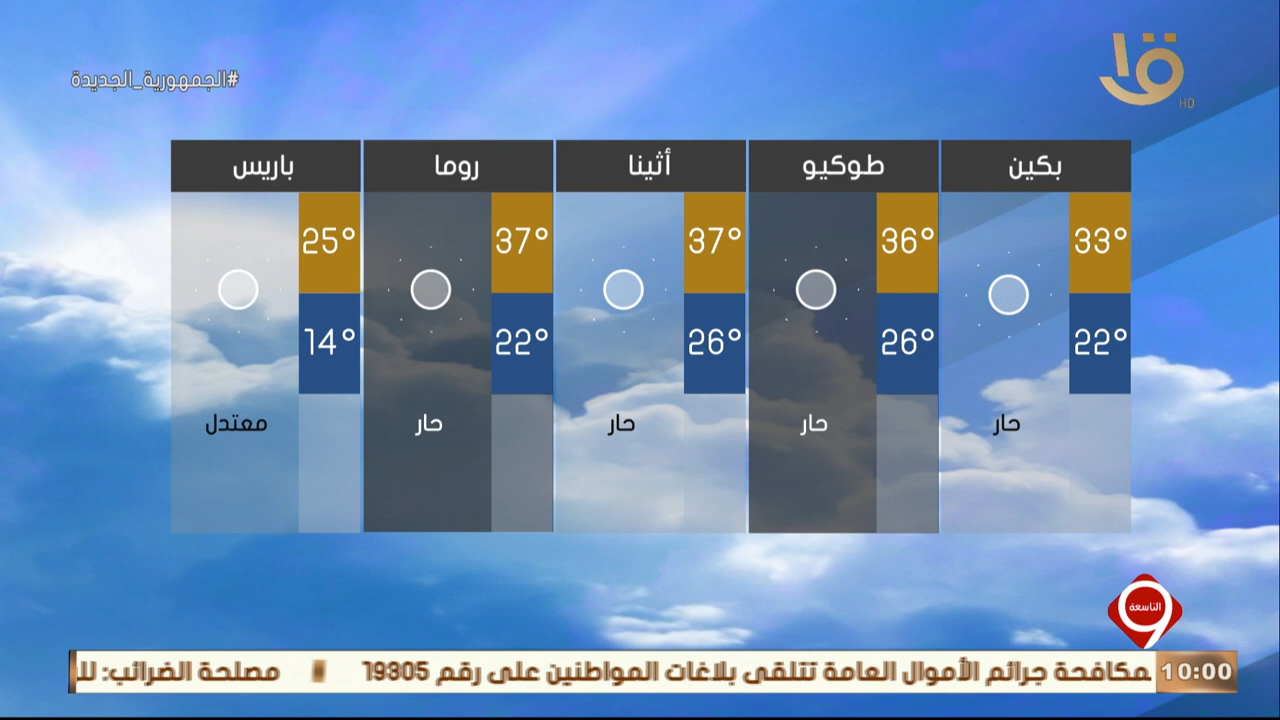 #الجمهورية_الجديدة
HD
بكين
33°
22°
حار
طوكيو
36°
26°
حار
أثينا
37°
26°
حار
روما
37°
22°
حار
باريس
25°
14°
معتدل
التاسعة
9
10:00
مكافحة جرائم الأموال العامة تتلقى بلاغات المواطنين على رقم 19305
مصلحة الضرائب: